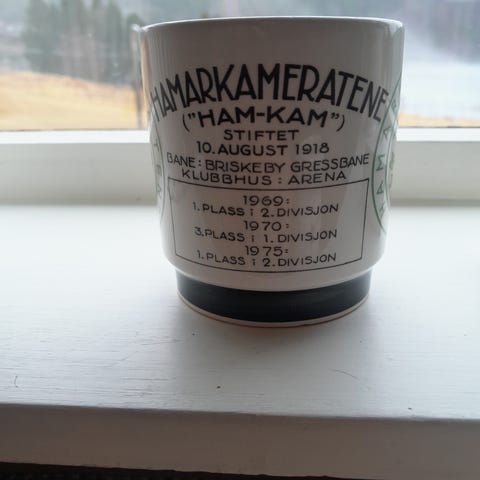 HAMARKAMERATENE
("HAM-KAM")
STIFTET
10. AUGUST 1918
BANE: BRISKEBY GRESSBANE
KLUBBHUS: ARENA
1969:
1. PLASS i 2. DIVISJON
1970:
3. PLASS i 1. DIVISJON
1975:
1. PLASS i 2. DIVISJON